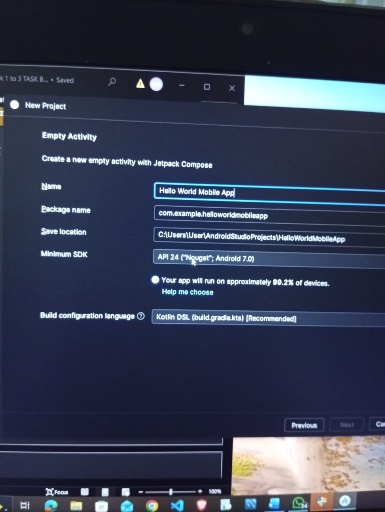 k 1 to 3 TASK B... • Saved
New Project
Empty Activity
Create a new empty activity with Jetpack Compose
Name
Hello World Mobile App
Package name
com.example.helloworldmobileapp
Save location
C:\Users\User\AndroidStudioProjects\HelloWorldMobileApp
Minimum SDK
API 24 ("Nougat"; Android 7.0)
Your app will run on approximately 99.2% of devices.
Help me choose
Build configuration language
Kotlin DSL (build.gradle.kts) [Recommended]
Previous
Next
Ca
Focus
100%